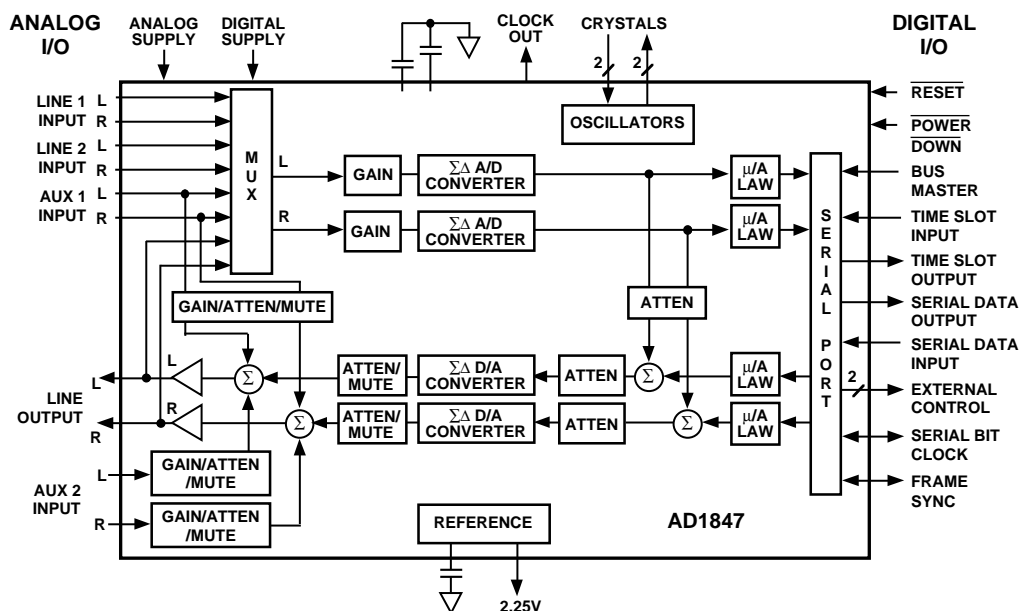 ANALOG
I/O
ANALOG
SUPPLY
DIGITAL
SUPPLY
CLOCK
OUT
CRYSTALS
DIGITAL
I/O
2
2
LINE 1
INPUT
L
R
LINE 2
INPUT
L
R
AUX 1
INPUT
L
R
MUX
L
R
OSCILLATORS
GAIN
ΣΔ A/D
CONVERTER
μ/A
LAW
GAIN
ΣΔ A/D
CONVERTER
μ/A
LAW
SERIAL PORT
RESET
POWER
DOWN
BUS
MASTER
TIME SLOT
INPUT
TIME SLOT
OUTPUT
SERIAL DATA
OUTPUT
SERIAL DATA
INPUT
2
EXTERNAL
CONTROL
SERIAL BIT
CLOCK
FRAME
SYNC
GAIN/ATTEN/MUTE
ATTEN
LINE
OUTPUT
L
R
L
R
Σ
ATTEN/
MUTE
ΣΔ D/A
CONVERTER
ATTEN
Σ
μ/A
LAW
Σ
ATTEN/
MUTE
ΣΔ D/A
CONVERTER
ATTEN
Σ
μ/A
LAW
AUX 2
INPUT
L
R
GAIN/ATTEN
/MUTE
GAIN/ATTEN
/MUTE
REFERENCE
AD1847
2.25V